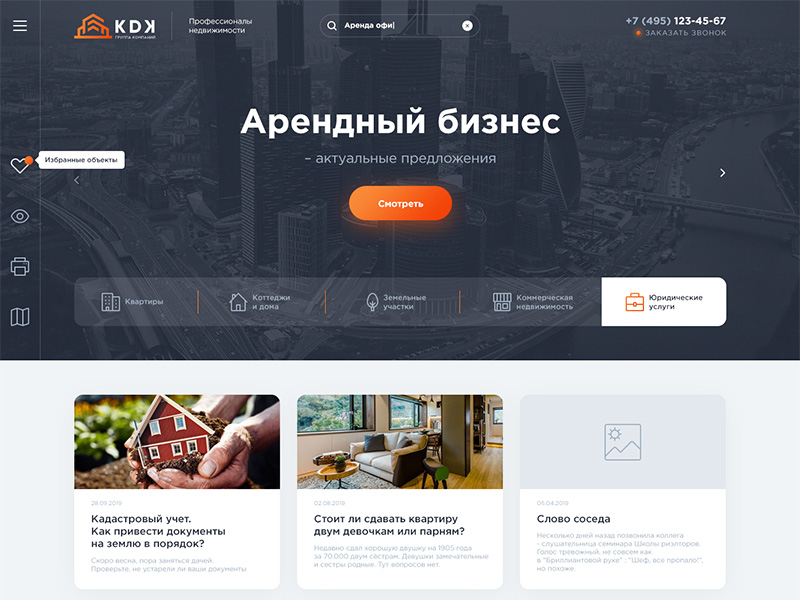 KDK
ГРУППА КОМПАНИЙ
Профессионалы
недвижимости
Аренда офи
+7 (495) 123-45-67
ЗАКАЗАТЬ ЗВОНОК
Арендный бизнес
– актуальные предложения
Избранные объекты
Смотреть
Квартиры
Коттеджи
и дома
Земельные
участки
Коммерческая
недвижимость
Юридические
услуги
28.09.2019
Кадастровый учет.
Как привести документы
на землю в порядок?
Скоро весна, пора заняться дачей.
Проверьте, не устарели ли ваши документы
02.08.2019
Стоит ли сдавать квартиру
двум девочкам или парням?
Недавно сдал хорошую двушку на 1905 года
за 70.000 двум сёстрам. Девушки замечательные
и сестры родные. Тут вопросов нет.
06.04.2019
Слово соседа
Несколько дней назад позвонила коллега
- слушательница семинара Школы риэлторов.
Голос тревожный, не совсем как
в "Бриллиантовой руке" : "Шеф, все пропало!",
но похоже.